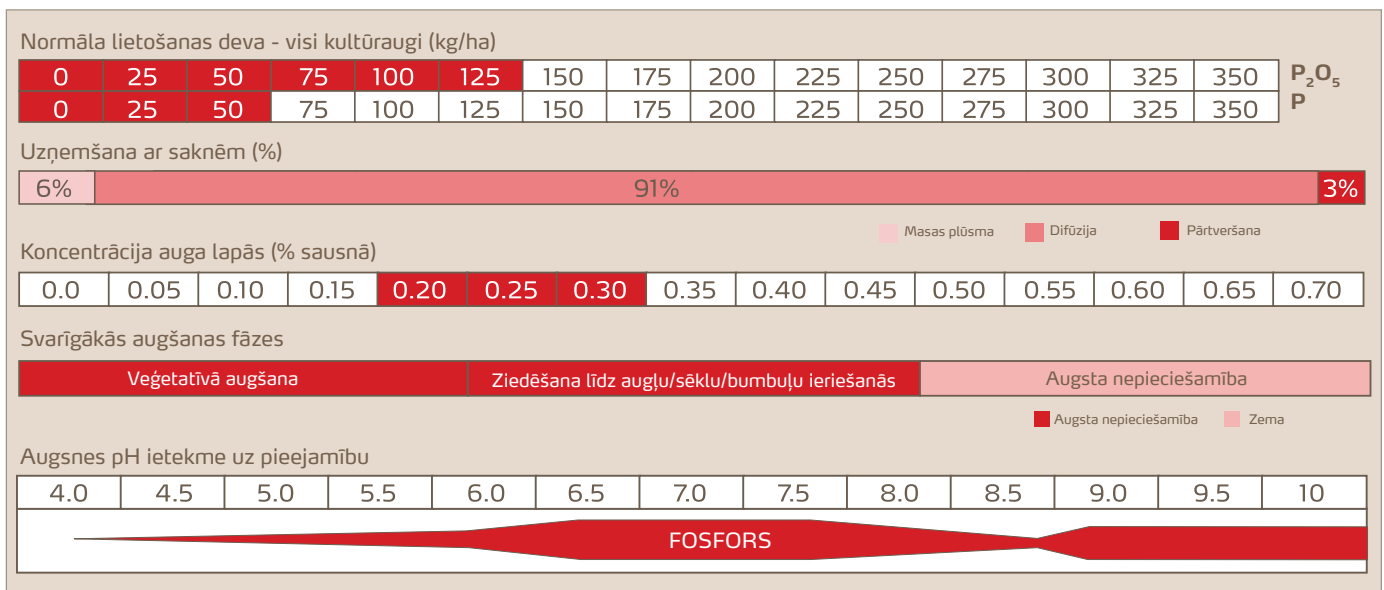 Normāla lietošanas deva - visi kultūraugi (kg/ha)
0 25 50 75 100 125 150 175 200 225 250 275 300 325 350 P₂O₅
0 25 50 75 100 125 150 175 200 225 250 275 300 325 350 P
Uzņemšana ar saknēm (%)
6% 91% 3%
Masas plūsma Difūzija Pārtveršana
Koncentrācija auga lapās (% sausnā)
0.0 0.05 0.10 0.15 0.20 0.25 0.30 0.35 0.40 0.45 0.50 0.55 0.60 0.65 0.70
Svarīgākās augšanas fāzes
Veģetatīvā augšana Ziedēšana līdz augļu/sēklu/bumbuļu ieriešanās Augsta nepieciešamība
Augsta nepieciešamība Zema
Augsnes pH ietekme uz pieejamību
4.0 4.5 5.0 5.5 6.0 6.5 7.0 7.5 8.0 8.5 9.0 9.5 10
FOSFORS